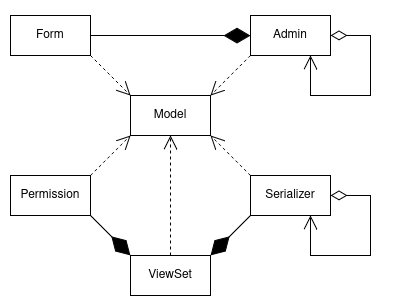 Form
Admin
Model
Permission
Serializer
ViewSet